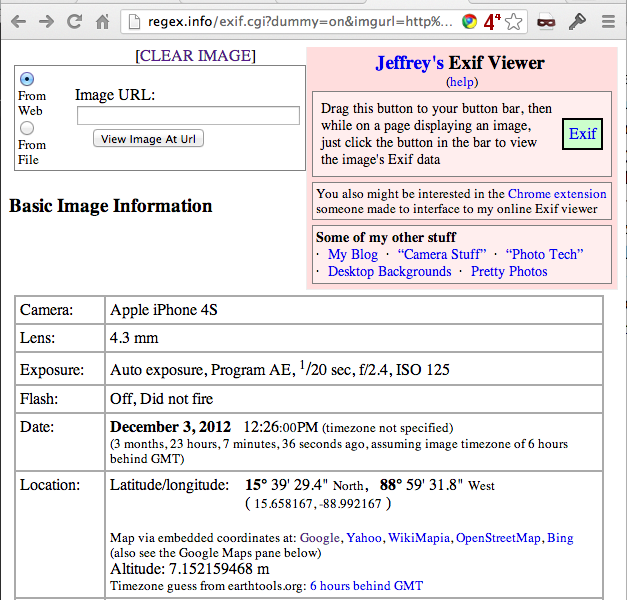 regex.info/exif.cgi?dummy=on&imgurl=http%...
4
[CLEAR IMAGE]
From Web
From File
Image URL:
View Image At Url
Basic Image Information
Jeffrey's Exif Viewer
(help)
Drag this button to your button bar, then
while on a page displaying an image,
just click the button in the bar to view
the image's Exif data
Exif
You also might be interested in the Chrome extension
someone made to interface to my online Exif viewer
Some of my other stuff
· My Blog · “Camera Stuff” · “Photo Tech”
· Desktop Backgrounds · Pretty Photos
Camera: Apple iPhone 4S
Lens: 4.3 mm
Exposure: Auto exposure, Program AE, 1/20 sec, f/2.4, ISO 125
Flash: Off, Did not fire
Date: December 3, 2012 12:26:00PM (timezone not specified)
(3 months, 23 hours, 7 minutes, 36 seconds ago, assuming image timezone of 6 hours
behind GMT)
Location: Latitude/longitude: 15° 39' 29.4" North, 88° 59' 31.8" West
( 15.658167, -88.992167 )
Map via embedded coordinates at: Google, Yahoo, WikiMapia, OpenStreetMap, Bing
(also see the Google Maps pane below)
Altitude: 7.152159468 m
Timezone guess from earthtools.org: 6 hours behind GMT